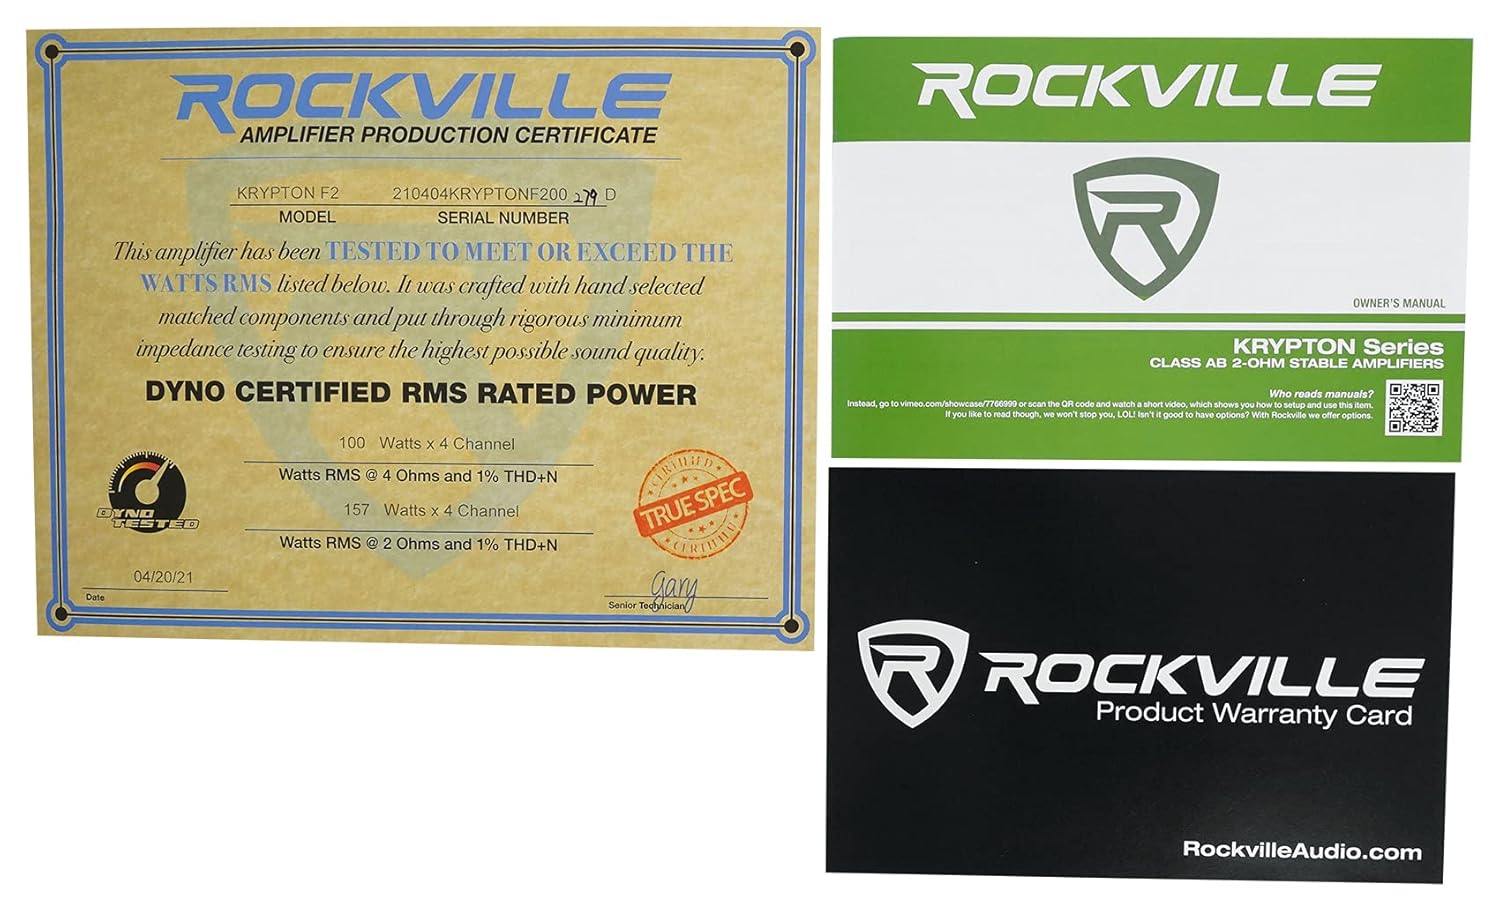 ROCKVILLE
AMPLIFIER PRODUCTION CERTIFICATE
KRYPTON F2 210404KRYPTONF200 279 D
MODEL SERIAL NUMBER
This amplifier has been TESTED TO MEET OR EXCEED THE
WATTS RMS listed below. It was crafted with hand selected
matched components and put through rigorous minimum
impedance testing to ensure the highest possible sound quality.
DYNO CERTIFIED RMS RATED POWER
100 Watts x 4 Channel
Watts RMS @ 4 Ohms and 1% THD+N
157 Watts x 4 Channel
Watts RMS @ 2 Ohms and 1% THD+N
DYNO
TESTED
CERTIFIED
TRUE SPEC
CERTIFIED
04/20/21
Date
Gary
Senior Technician
ROCKVILLE
R
OWNER'S MANUAL
KRYPTON Series
CLASS AB 2-OHM STABLE AMPLIFIERS
Who reads manuals?
Instead, go to vimeo.com/showcase/7766999 or scan the QR code and watch a short video, which shows you how to setup and use this item.
If you like to read though, we won't stop you, LOL! Isn't it good to have options? With Rockville we offer options.
R ROCKVILLE
Product Warranty Card
RockvilleAudio.com